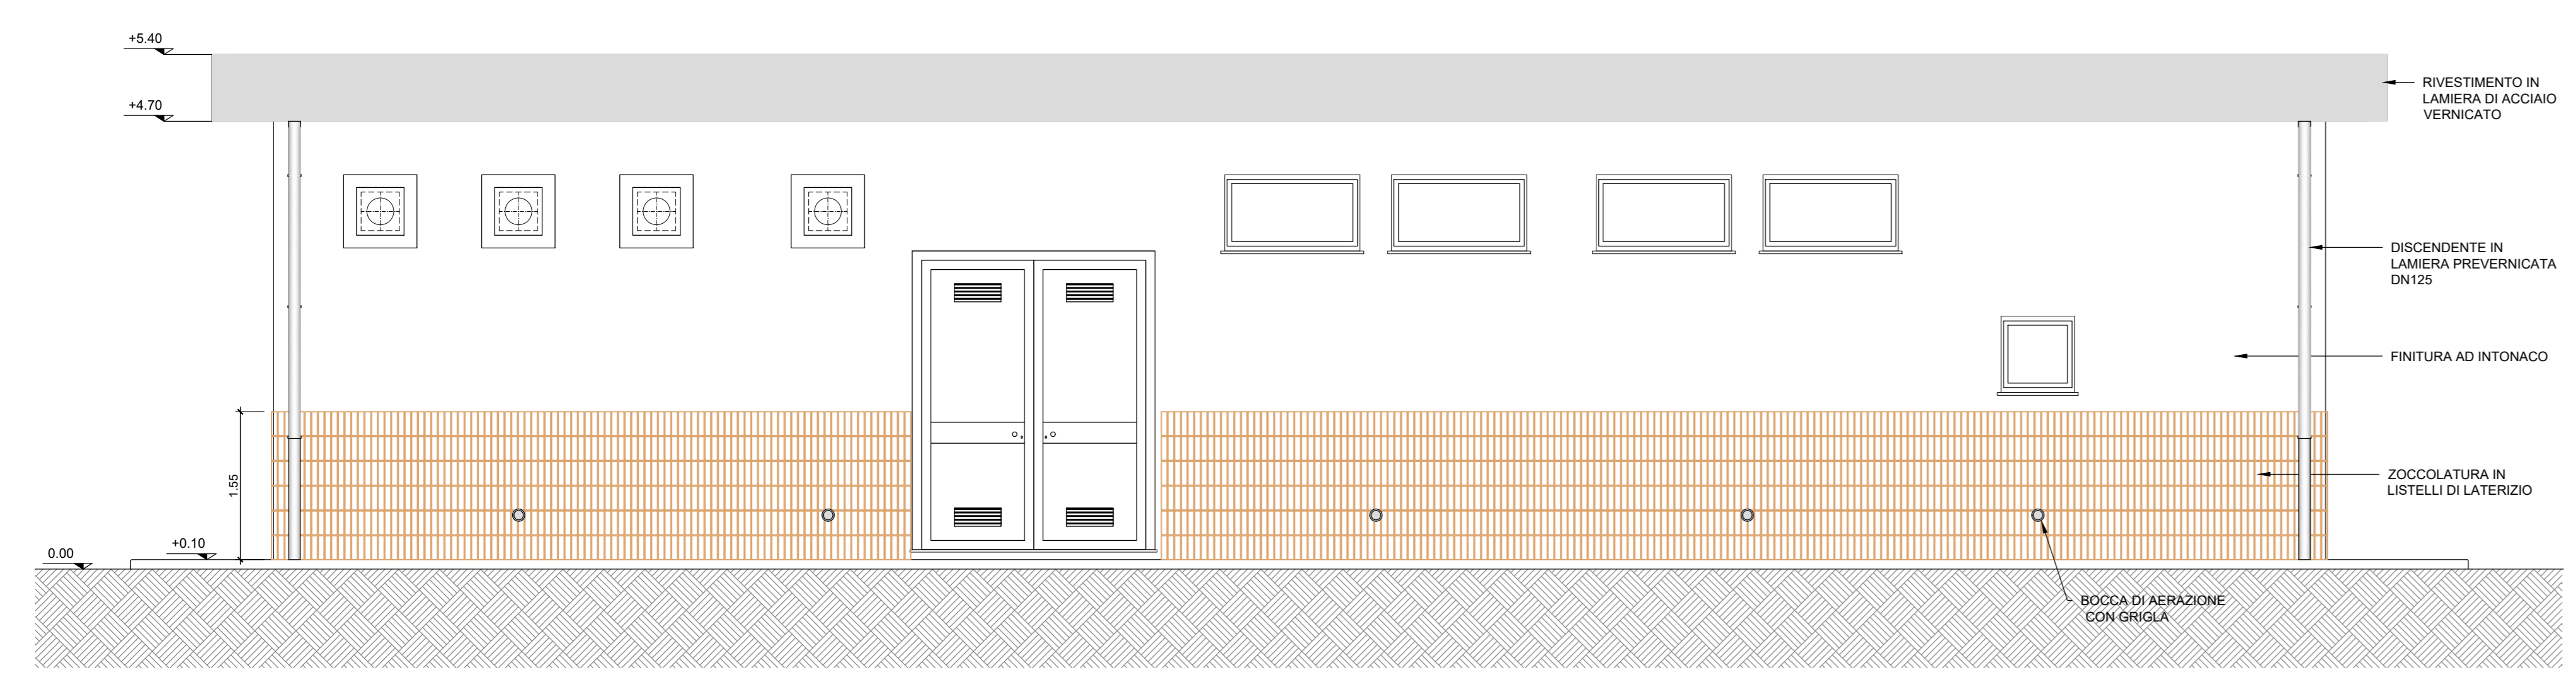 +5.40
RIVESTIMENTO IN
LAMIERA DI ACCIAIO
VERNICATO
+4.70
DISCENDENTE IN
LAMIERA PREVERNICATA
DN125
FINITURA AD INTONACO
1.55
ZOCCOLATURA IN
LISTELLI DI LATERIZIO
0.00
+0.10
BOCCA DI AERAZIONE
CON GRIGLA